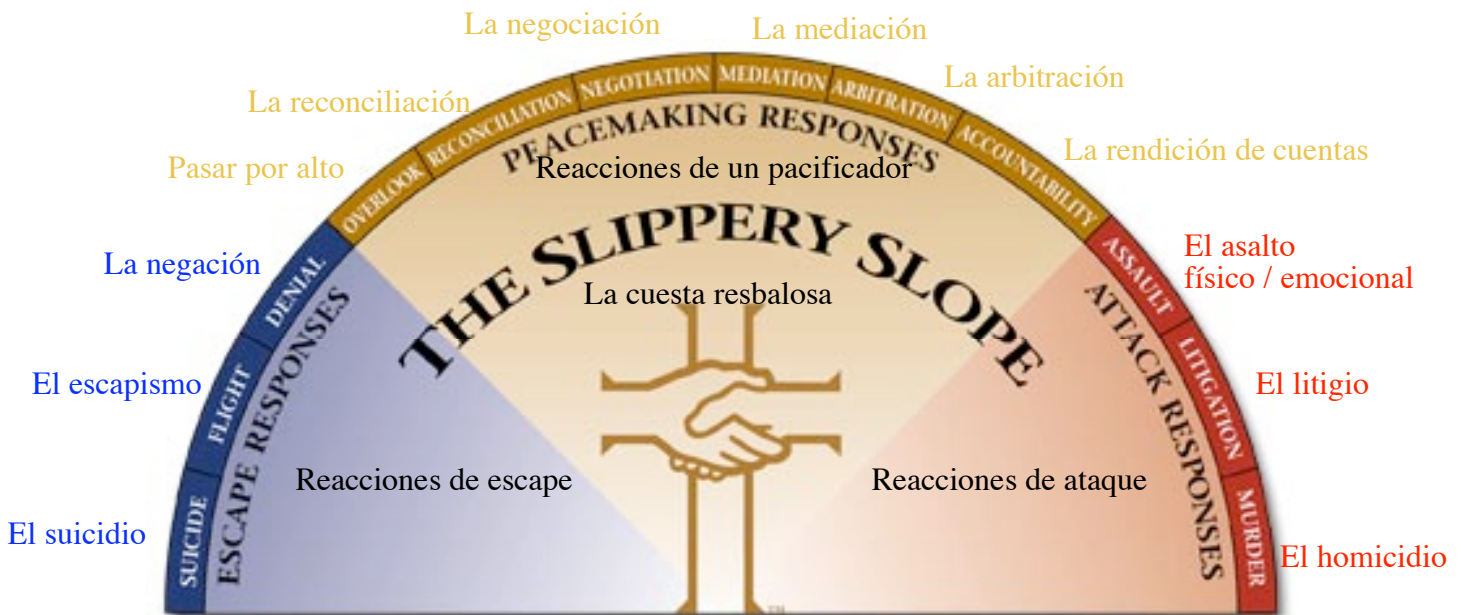 La negociación
La mediación
La reconciliación
La arbitración
Pasar por alto
La rendición de cuentas
OVERLOOK
RECONCILIATION
NEGOTIATION
MEDIATION
ARBITRATION
ACCOUNTABILITY
PEACEMAKING RESPONSES
Reacciones de un pacificador
THE SLIPPERY SLOPE
La cuesta resbalosa
La negación
El escapismo
El suicidio
DENIAL
FLIGHT
SUICIDE
ESCAPE RESPONSES
Reacciones de escape
ASSAULT
LITIGATION
MURDER
ATTACK RESPONSES
Reacciones de ataque
El asalto
físico / emocional
El litigio
El homicidio
TM